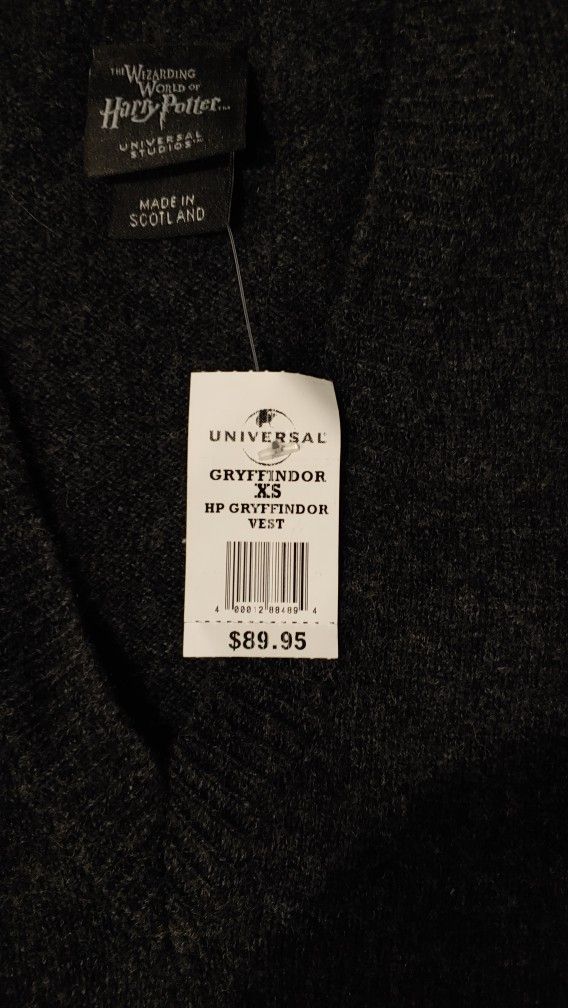 THE WIZARDING
WORLD OF
Harry Potter...
UNIVERSAL
STUDIOS™
MADE IN
SCOTLAND
UNIVERSAL
GRYFFINDOR
XS
HP GRYFFINDOR
VEST
4 00012 88489 4
$89.95